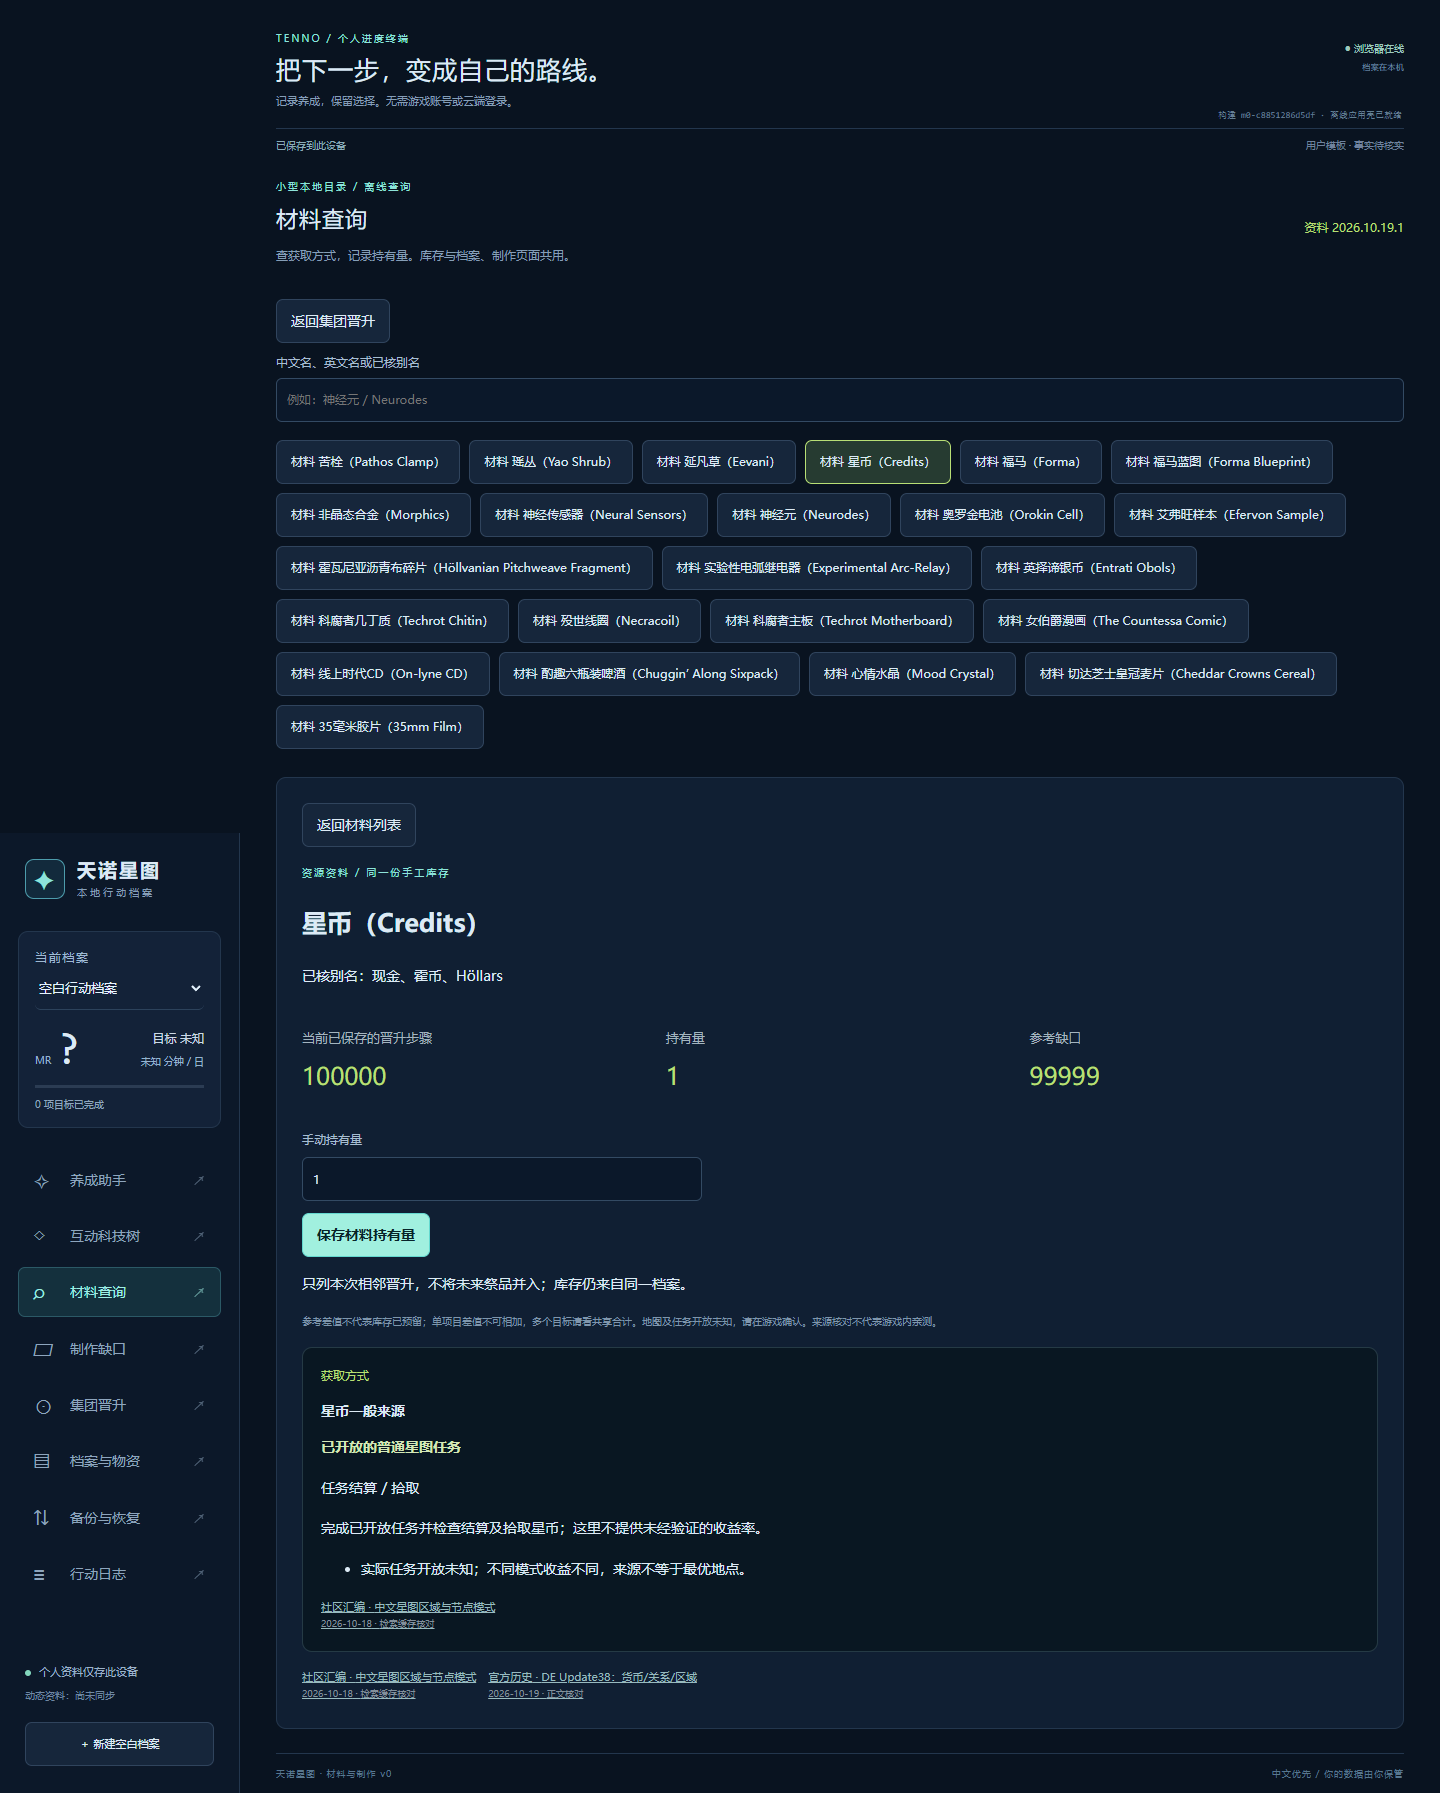 TENNO / 个人进度终端
把下一步，变成自己的路线。
记录养成，保留选择。无需游戏账号或云端登录。
浏览器在线
档案在本机
构建 m0-c8851286d5df · 离线应用壳已就绪
已保存到此设备
用户模板 · 事实待核实
小型本地目录 / 离线查询
材料查询
资料 2026.10.19.1
查获取方式，记录持有量。库存与档案、制作页面共用。
返回集团晋升
中文名、英文名或已核别名
例如：神经元 / Neurodes
材料 苦栓（Pathos Clamp）
材料 瑶丛（Yao Shrub）
材料 延凡草（Eevani）
材料 星币（Credits）
材料 福马（Forma）
材料 福马蓝图（Forma Blueprint）
材料 非晶态合金（Morphics）
材料 神经传感器（Neural Sensors）
材料 神经元（Neurodes）
材料 奥罗金电池（Orokin Cell）
材料 艾弗旺样本（Efervon Sample）
材料 霍瓦尼亚沥青布碎片（Höllvanian Pitchweave Fragment）
材料 实验性电弧继电器（Experimental Arc-Relay）
材料 英择谛银币（Entrati Obols）
材料 科腐者几丁质（Techrot Chitin）
材料 殁世线圈（Necracoil）
材料 科腐者主板（Techrot Motherboard）
材料 女伯爵漫画（The Countessa Comic）
材料 线上时代CD（On-lyne CD）
材料 酌趣六瓶装啤酒（Chuggin’ Along Sixpack）
材料 心情水晶（Mood Crystal）
材料 切达芝士皇冠麦片（Cheddar Crowns Cereal）
材料 35毫米胶片（35mm Film）
返回材料列表
资源资料 / 同一份手工库存
星币（Credits）
已核别名：现金、霍币、Höllars
当前已保存的晋升步骤
100000
持有量
1
参考缺口
99999
手动持有量
1
保存材料持有量
只列本次相邻晋升，不将未来祭品并入；库存仍来自同一档案。
参考差值不代表库存已预留；单项目差值不可相加，多个目标请看共享合计。地图及任务开放未知，请在游戏确认。来源核对不代表游戏内亲测。
获取方式
星币一般来源
已开放的普通星图任务
任务结算 / 拾取
完成已开放任务并检查结算及拾取星币；这里不提供未经验证的收益率。
实际任务开放未知；不同模式收益不同，来源不等于最优地点。
社区汇编 · 中文星图区域与节点模式
2026-10-18 · 检索缓存核对
社区汇编 · 中文星图区域与节点模式
2026-10-18 · 检索缓存核对
官方历史 · DE Update38：货币/关系/区域
2026-10-19 · 正文核对
天诺星图 · 材料与制作 v0
中文优先 / 你的数据由你保管
天诺星图
本地行动档案
当前档案
空白行动档案
MR ?
目标 未知
未知 分钟 / 日
0 项目标已完成
养成助手
互动科技树
材料查询
制作缺口
集团晋升
档案与物资
备份与恢复
行动日志
个人资料仅存此设备
动态资料：尚未同步
+ 新建空白档案